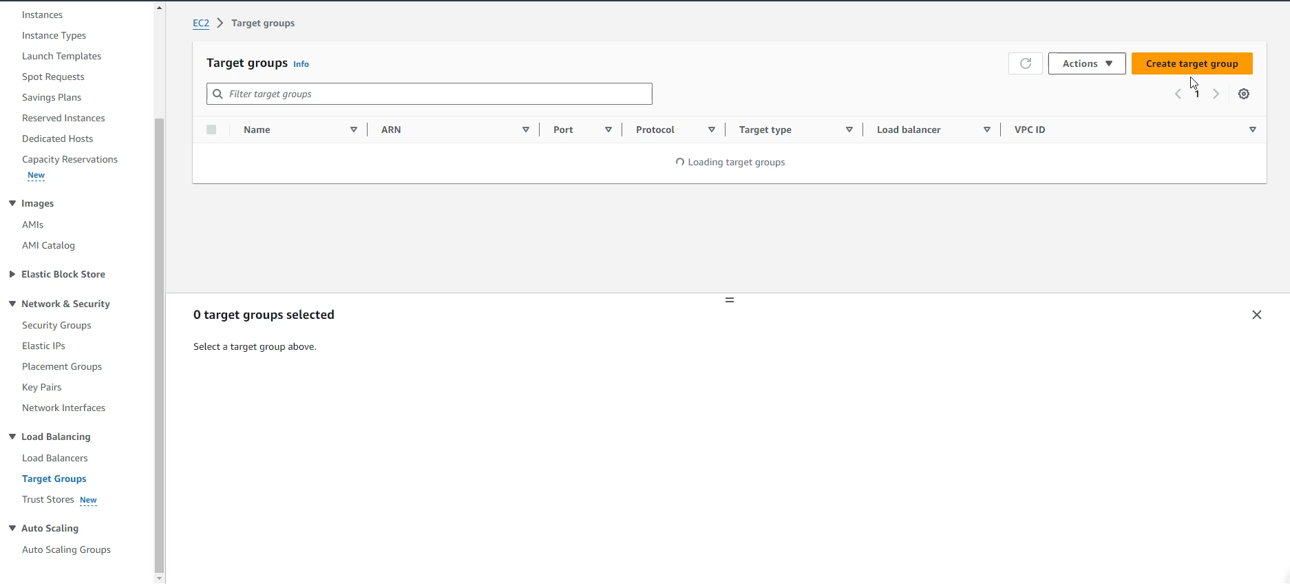 Instances
Instance Types
Launch Templates
Spot Requests
Savings Plans
Reserved Instances
Dedicated Hosts
Capacity Reservations
New
Images
AMIs
AMI Catalog
Elastic Block Store
Network & Security
Security Groups
Elastic IPs
Placement Groups
Key Pairs
Network Interfaces
Load Balancing
Load Balancers
Target Groups
Trust Stores New
Auto Scaling
Auto Scaling Groups
EC2 > Target groups
Target groups Info
Actions
Create target group
Filter target groups
1
Name ARN Port Protocol Target type Load balancer VPC ID
Loading target groups
0 target groups selected
Select a target group above.